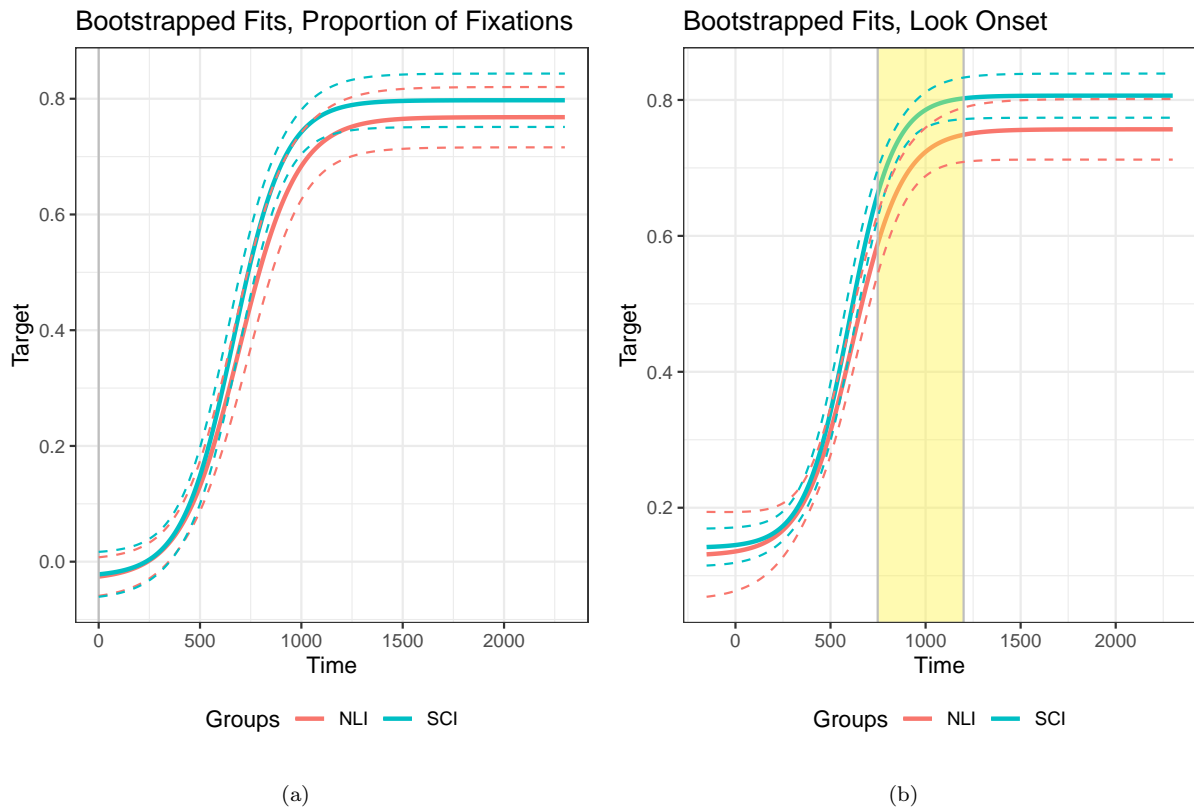 Bootstrapped Fits, Proportion of Fixations
0.8
0.6
0.4
0.2
0.0
Target
0 500 1000 1500 2000
Time
Groups NLI SCI
(a)
Bootstrapped Fits, Look Onset
0.8
0.6
0.4
0.2
Target
0 500 1000 1500 2000
Time
Groups NLI SCI
(b)